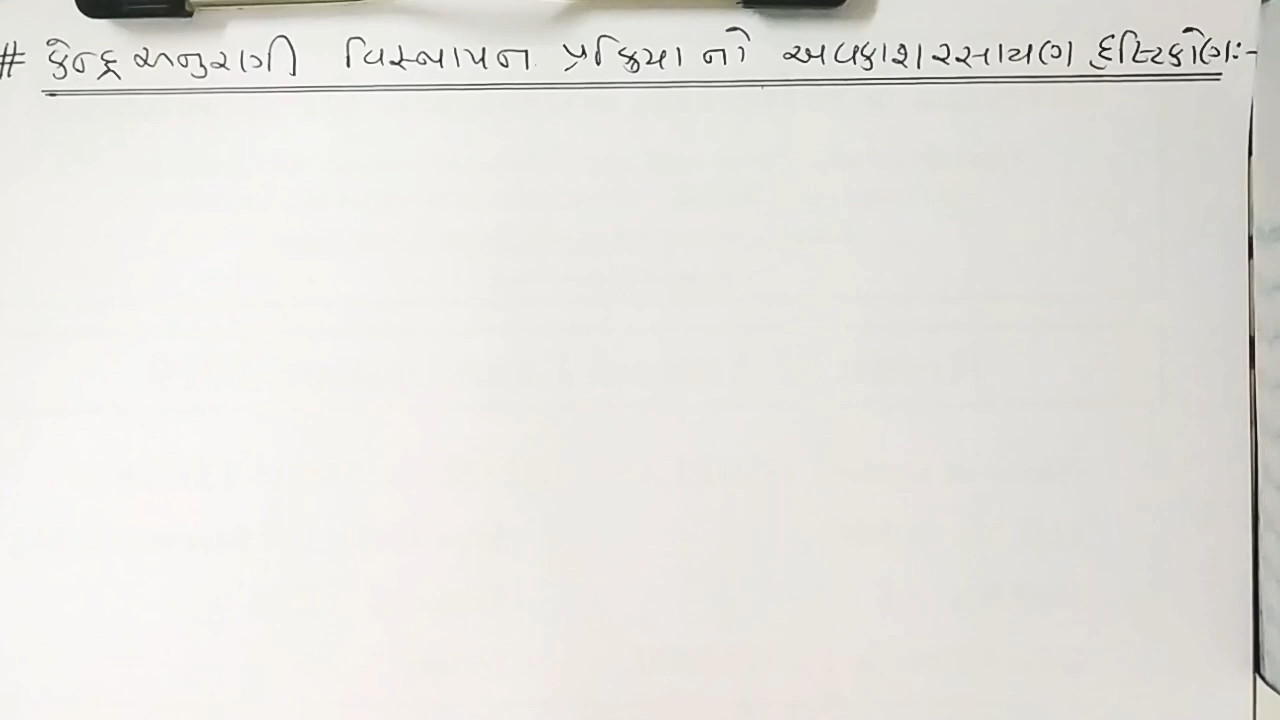 # કેન્દ્રઅનુરાગી વિસ્થાપન પ્રક્રિયાનો અવકાશરસાયણ દ્રષ્ટિકોણ:-